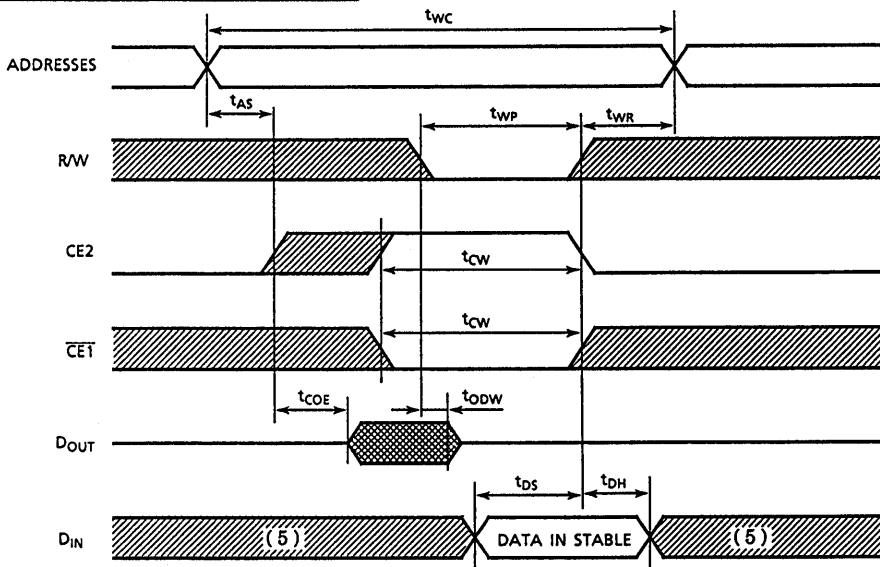 tWC
ADDRESSES
tAS
tWP
tWR
R/W
CE2
tCW
tCW
CE1
tCOE
tODW
DOUT
tDS
tDH
DIN
(5)
DATA IN STABLE
(5)